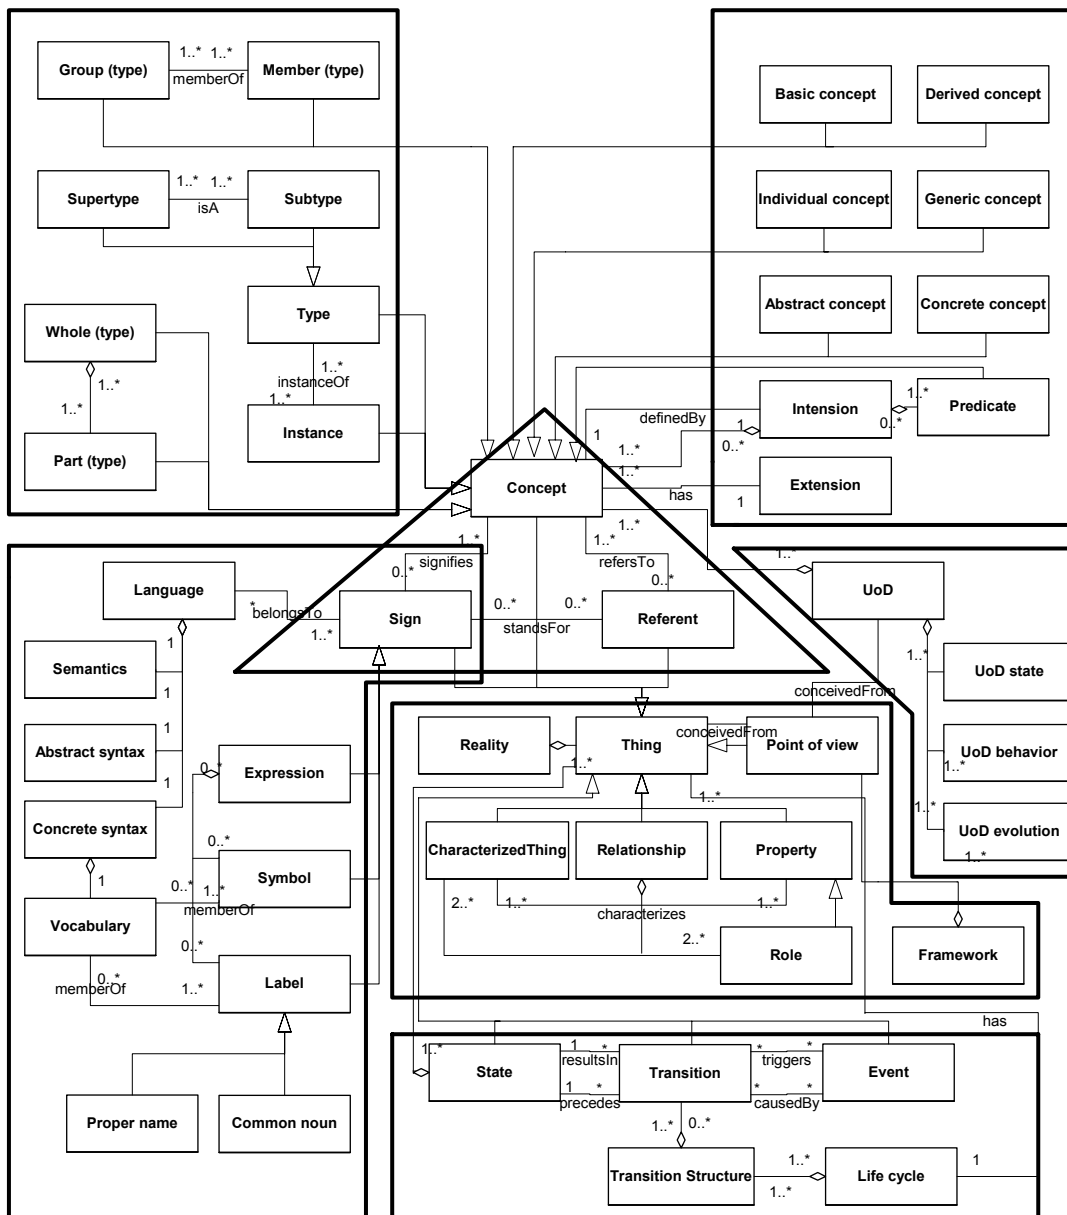 1..* 1..*
Group (type) Member (type)
memberOf
Basic concept Derived concept
1..* 1..*
Supertype Subtype
isA
Individual concept Generic concept
Abstract concept Concrete concept
Type
Whole (type)
1..*
1..*
instanceOf
1..*
1..*
Instance
Part (type)
Intension
1..*
0..*
Predicate
definedBy
1
1
0..*
1..*
1..*
Concept
has
Extension
1
1..*
signifies
0..*
1..*
1..*
refersTo
0..*
1..*
Language
*
belongsTo
1..*
Sign
0..* 0..*
standsFor
Referent
UoD
1
1..*
Semantics
1
UoD state
conceivedFrom
1
Abstract syntax
1
Reality
Thing
conceivedFrom
Point of view
UoD behavior
1..*
0..*
Expression
1..*
1..*
1..*
Concrete syntax
UoD evolution
1..*
0..*
CharacterizedThing Relationship Property
1
Symbol
0..* 1..*
memberOf
Vocabulary
2..* 1..* 1..*
characterizes
2..*
0..*
Role
Framework
0..*
memberOf
1..*
Label
has
1..*
State
1 *
resultsIn
1 *
precedes
Transition
* *
triggers
* *
causedBy
Event
Proper name
Common noun
1..* 0..*
Transition Structure
1..*
1..*
Life cycle
1